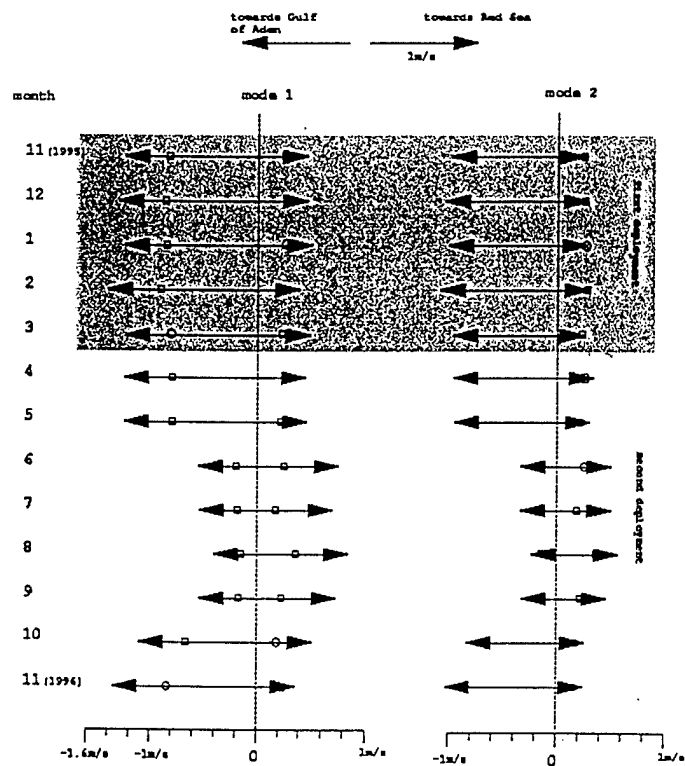 towards Gulf
of Aden
towards Red Sea
1m/s
month
mode 1
mode 2
11 (1995)
12
1
2
3
4
5
6
7
8
9
10
11 (1996)
first deployment
second deployment
-1.6m/s
-1m/s
0
1m/s
-1m/s
0
1m/s